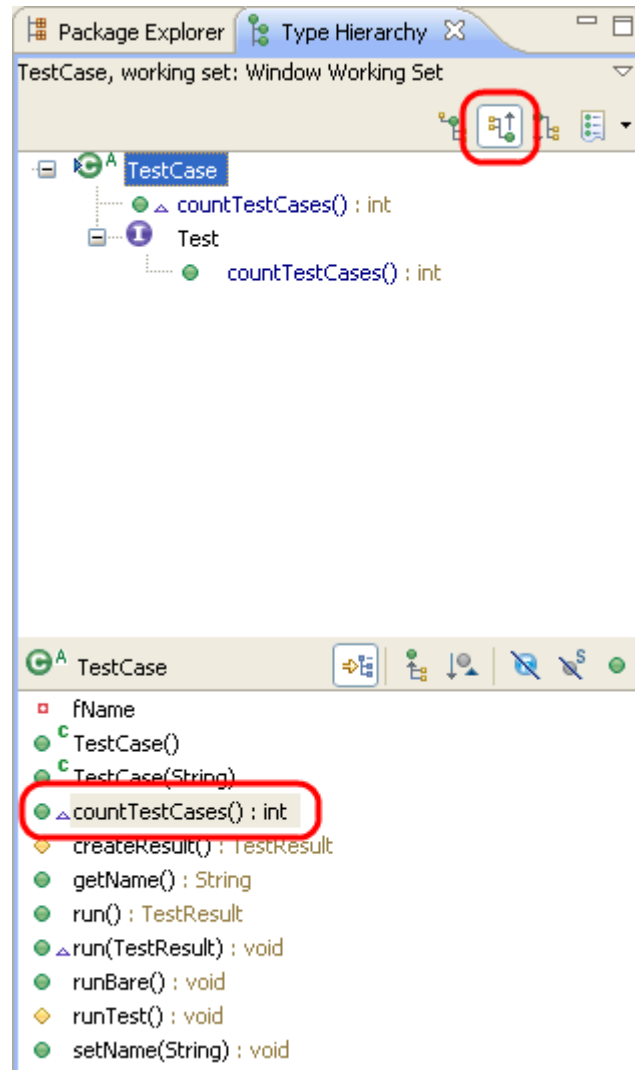 Package Explorer Type Hierarchy
TestCase, working set: Window Working Set
C A TestCase
countTestCases() : int
I Test
countTestCases() : int
C A TestCase S
fName
C TestCase()
C TestCase(String)
countTestCases() : int
createResult() : TestResult
getName() : String
run() : TestResult
run(TestResult) : void
runBare() : void
runTest() : void
setName(String) : void